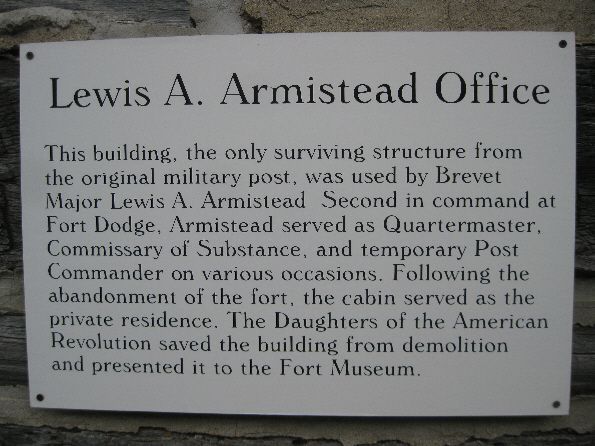 Lewis A. Armistead Office
This building, the only surviving structure from
the original military post, was used by Brevet
Major Lewis A. Armistead Second in command at
Fort Dodge, Armistead served as Quartermaster,
Commissary of Substance, and temporary Post
Commander on various occasions. Following the
abandonment of the fort, the cabin served as the
private residence. The Daughters of the American
Revolution saved the building from demolition
and presented it to the Fort Museum.